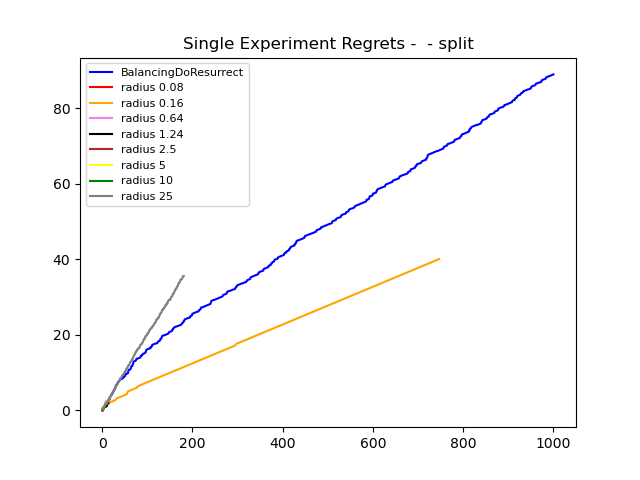 Single Experiment Regrets -  - split
BalancingDoResurrect
radius 0.08
radius 0.16
radius 0.64
radius 1.24
radius 2.5
radius 5
radius 10
radius 25
80
60
40
20
0
0 200 400 600 800 1000